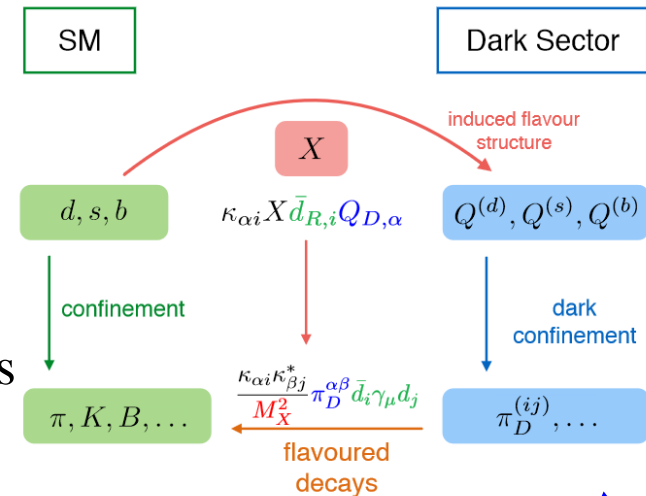 SM
Dark Sector
induced flavour
structure
X
d, s, b
κ_{αi} X d̄_{R,i} Q_{D,α}
Q^{(d)}, Q^{(s)}, Q^{(b)}
confinement
dark
confinement
s
π, K, B, . . .
κ_{αi}κ*_{βj} / M_X^2 π_D^{αβ} d̄_i γ_μ d_j
π_D^{(ij)}, . . .
flavoured
decays